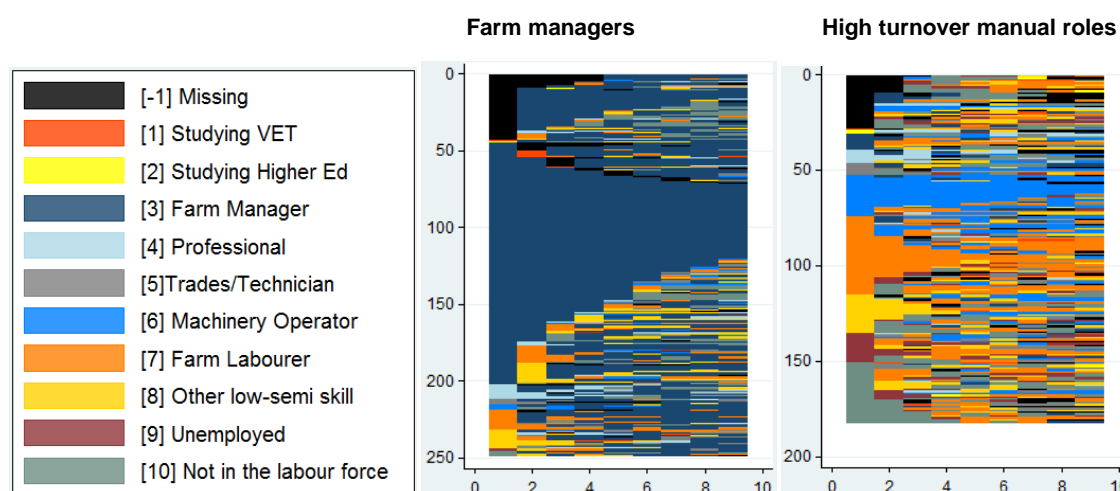 Farm managers
High turnover manual roles
[-1] Missing
[1] Studying VET
[2] Studying Higher Ed
[3] Farm Manager
[4] Professional
[5]Trades/Technician
[6] Machinery Operator
[7] Farm Labourer
[8] Other low-semi skill
[9] Unemployed
[10] Not in the labour force
0
50
100
150
200
250
0 2 4 6 8 10
0
50
100
150
200
0 2 4 6 8